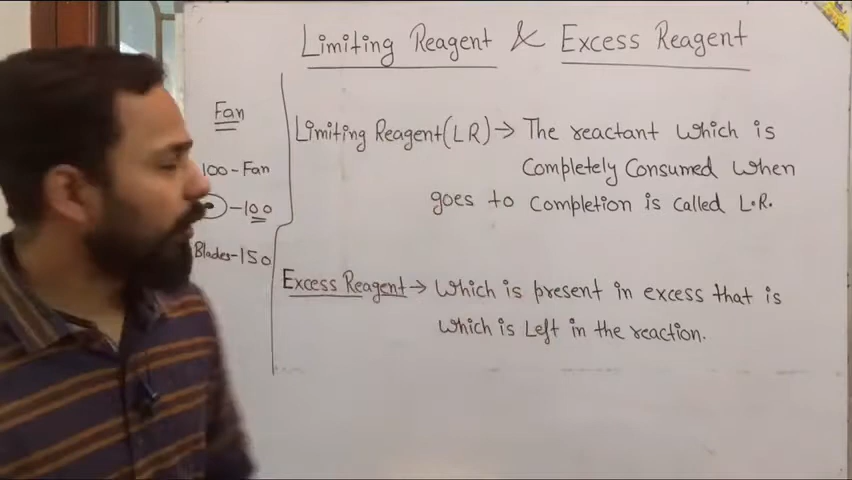 Limiting Reagent & Excess Reagent
Fan
100-Fan
-100
Blades-150
Limiting Reagent(LR)→ The reactant which is
Completely Consumed when
goes to completion is called L.R.
Excess Reagent→ which is present in excess that is
which is Left in the reaction.